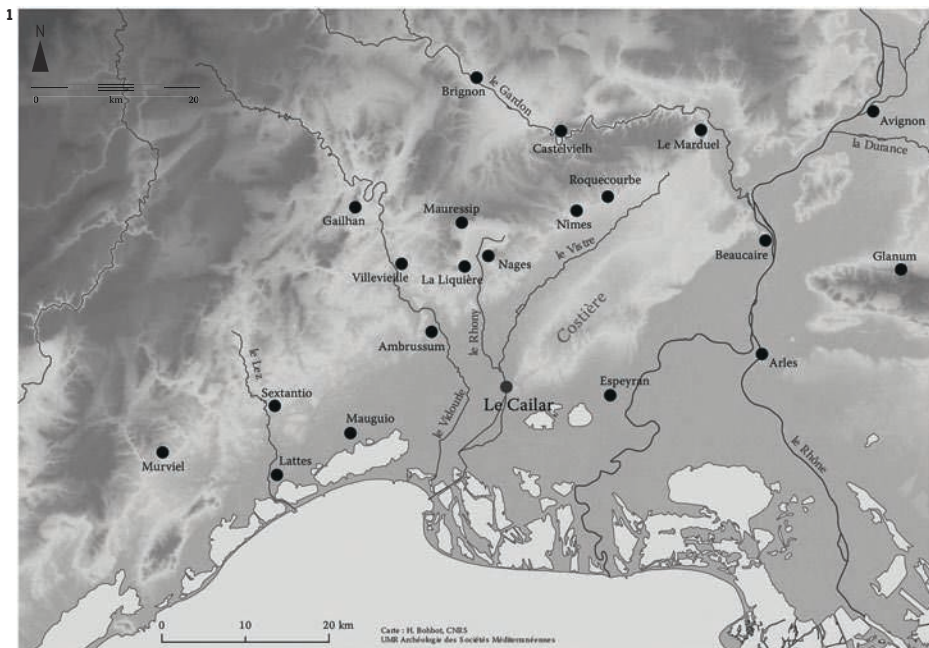 1
N
0 km 20
Brignon
le Gardon
Avignon
Castelvielh
Le Marduel
la Durance
Roquecourbe
Gailhan
Mauressip
Nîmes
le Vistre
Beaucaire
Glanum
Villevieille
La Liquière
Nages
Costière
Ambrussum
le Rhony
Arles
le Lez
Sextantio
le Vidourle
Le Cailar
Espeyran
Mauguio
Murviel
Lattes
le Rhône
0 20 km
Carte : H. Bohbot, CNRS
UMR Archéologie des Sociétés Méditerranéennes